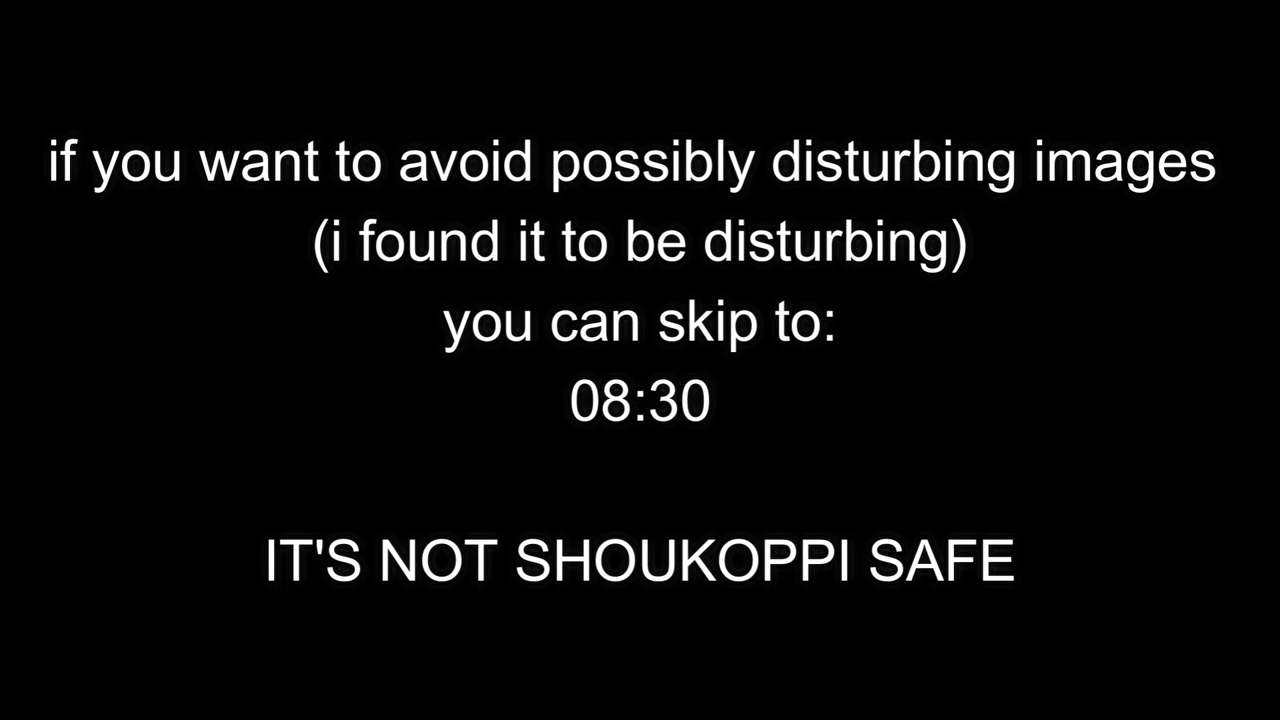 if you want to avoid possibly disturbing images
(i found it to be disturbing)
you can skip to:
08:30
IT'S NOT SHOUKOPPI SAFE